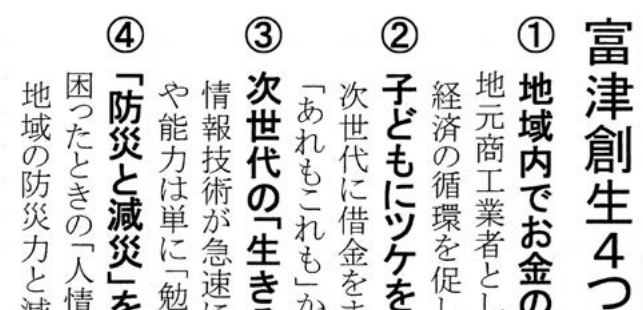 富津創生4つ
① 地域内でお金の
地元商工業者とし
経済の循環を促し
② 子どもにツケを
次世代に借金を
「あれもこれも」か
③ 次世代の「生き
情報技術が急速に
や能力は単に「勉
④ 「防災と減災」を
困ったときの「人情
地域の防災力と減